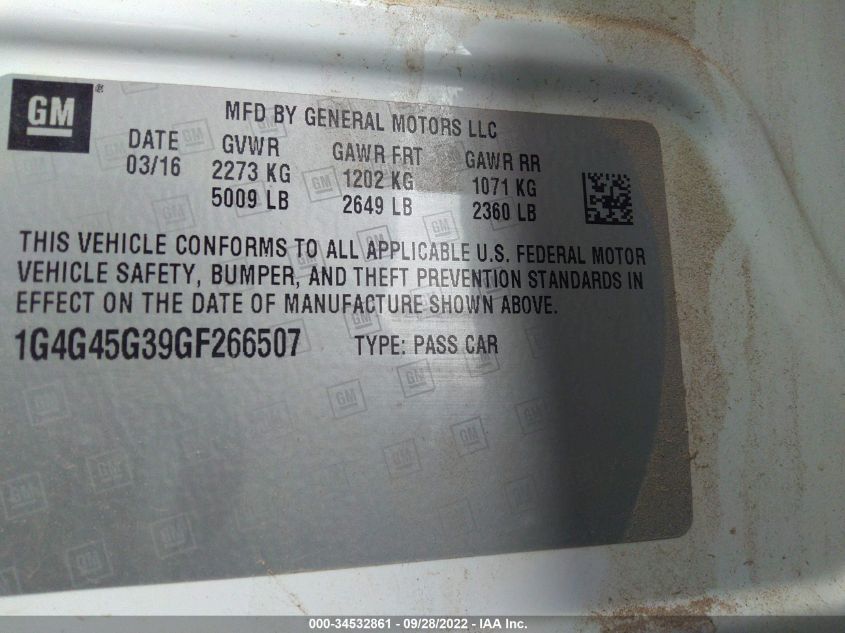 GM®
MFD BY GENERAL MOTORS LLC
DATE GVWR GAWR FRT GAWR RR
03/16 2273 KG 1202 KG 1071 KG
5009 LB 2649 LB 2360 LB
THIS VEHICLE CONFORMS TO ALL APPLICABLE U.S. FEDERAL MOTOR
VEHICLE SAFETY, BUMPER, AND THEFT PREVENTION STANDARDS IN
EFFECT ON THE DATE OF MANUFACTURE SHOWN ABOVE.
1G4G45G39GF266507 TYPE: PASS CAR
000-34532861 - 09/28/2022 - IAA Inc.